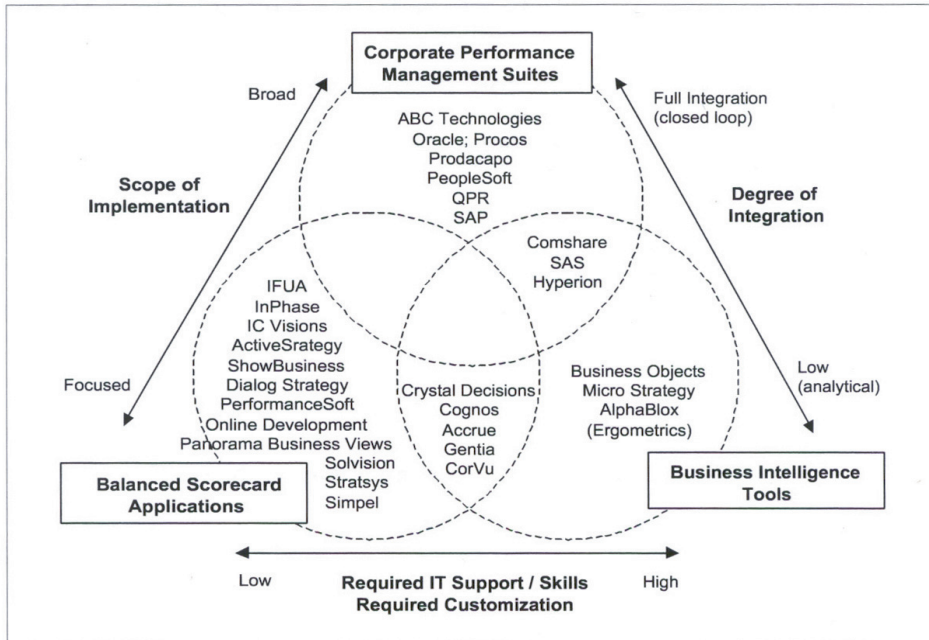 Corporate Performance
Management Suites
Broad
Full Integration
(closed loop)
ABC Technologies
Oracle; Procos
Prodacapo
PeopleSoft
QPR
SAP
Scope of
Implementation
Degree of
Integration
Comshare
SAS
Hyperion
IFUA
InPhase
IC Visions
ActiveSrategy
ShowBusiness
Dialog Strategy
PerformanceSoft
Online Development
Panorama Business Views
Solvision
Stratsys
Simpel
Focused
Crystal Decisions
Cognos
Accrue
Gentia
CorVu
Business Objects
Micro Strategy
AlphaBlox
(Ergometrics)
Low
(analytical)
Balanced Scorecard
Applications
Business Intelligence
Tools
Low
Required IT Support / Skills
Required Customization
High